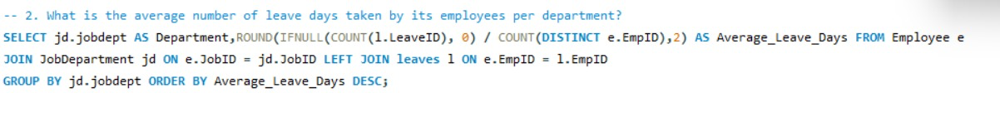 -- 2. What is the average number of leave days taken by its employees per department?
SELECT jd.jobdept AS Department,ROUND(IFNULL(COUNT(l.LeaveID), 0) / COUNT(DISTINCT e.EmpID),2) AS Average_Leave_Days FROM Employee e
JOIN JobDepartment jd ON e.JobID = jd.JobID LEFT JOIN leaves l ON e.EmpID = l.EmpID
GROUP BY jd.jobdept ORDER BY Average_Leave_Days DESC;